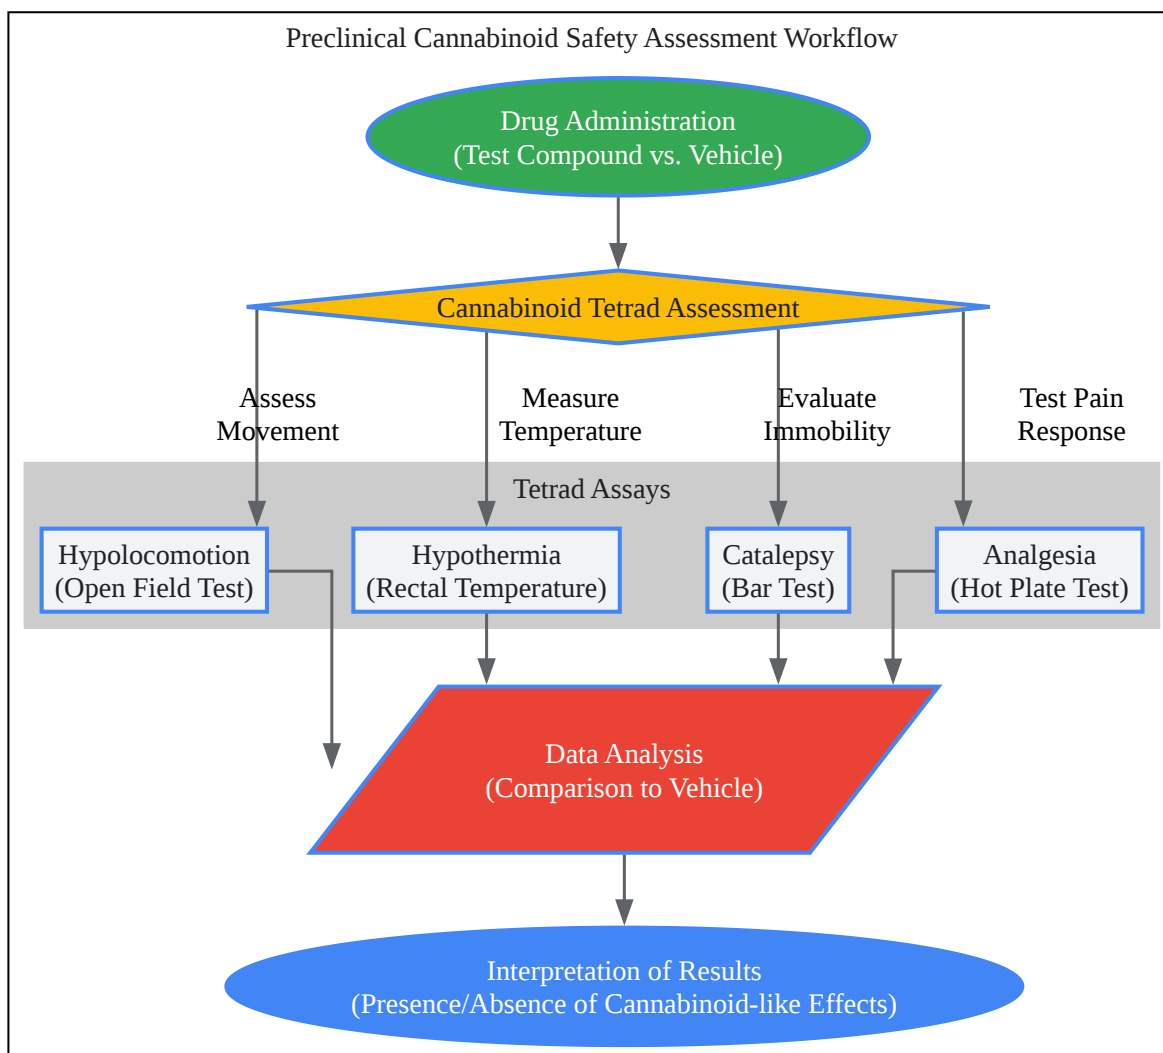 Preclinical Cannabinoid Safety Assessment Workflow
Drug Administration
(Test Compound vs. Vehicle)
Cannabinoid Tetrad Assessment
Assess
Movement
Measure
Temperature
Evaluate
Immobility
Test Pain
Response
Tetrad Assays
Hypolocomotion
(Open Field Test)
Hypothermia
(Rectal Temperature)
Catalepsy
(Bar Test)
Analgesia
(Hot Plate Test)
Data Analysis
(Comparison to Vehicle)
Interpretation of Results
(Presence/Absence of Cannabinoid-like Effects)